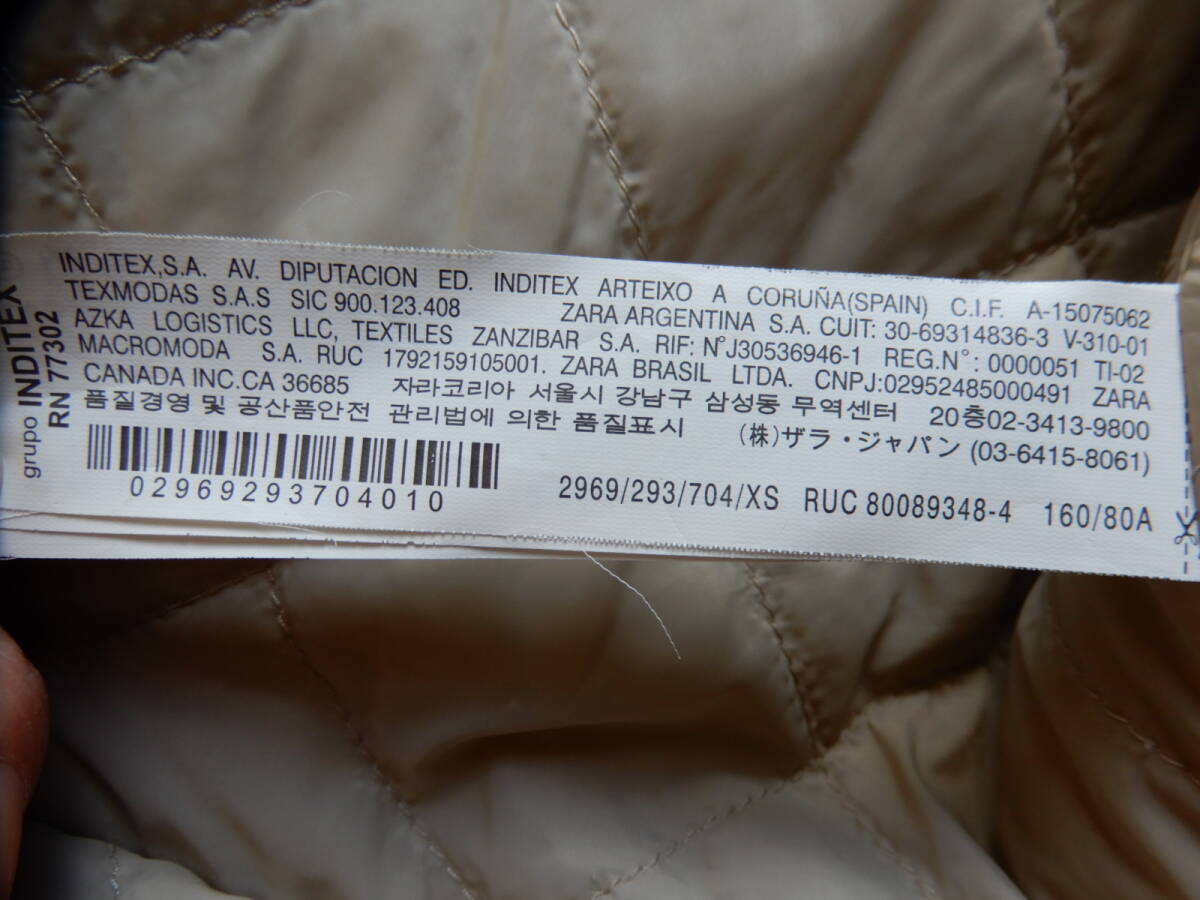 grupo INDITEX
RN 77302
INDITEX,S.A. AV. DIPUTACION ED. INDITEX ARTEIXO A CORUÑA(SPAIN) C.I.F. A-15075062
TEXMODAS S.A.S SIC 900.123.408 ZARA ARGENTINA S.A. CUIT: 30-69314836-3 V-310-01
AZKA LOGISTICS LLC, TEXTILES ZANZIBAR S.A. RIF: NºJ30536946-1 REG.Nº: 0000051 TI-02
MACROMODA S.A. RUC 1792159105001. ZARA BRASIL LTDA. CNPJ:02952485000491 ZARA
CANADA INC.CA 36685 자라코리아 서울시 강남구 삼성동 무역센터 20층02-3413-9800
품질경영 및 공산품안전 관리법에 의한 품질표시 (株)ザラ・ジャパン (03-6415-8061)
02969293704010 2969/293/704/XS RUC 80089348-4 160/80A